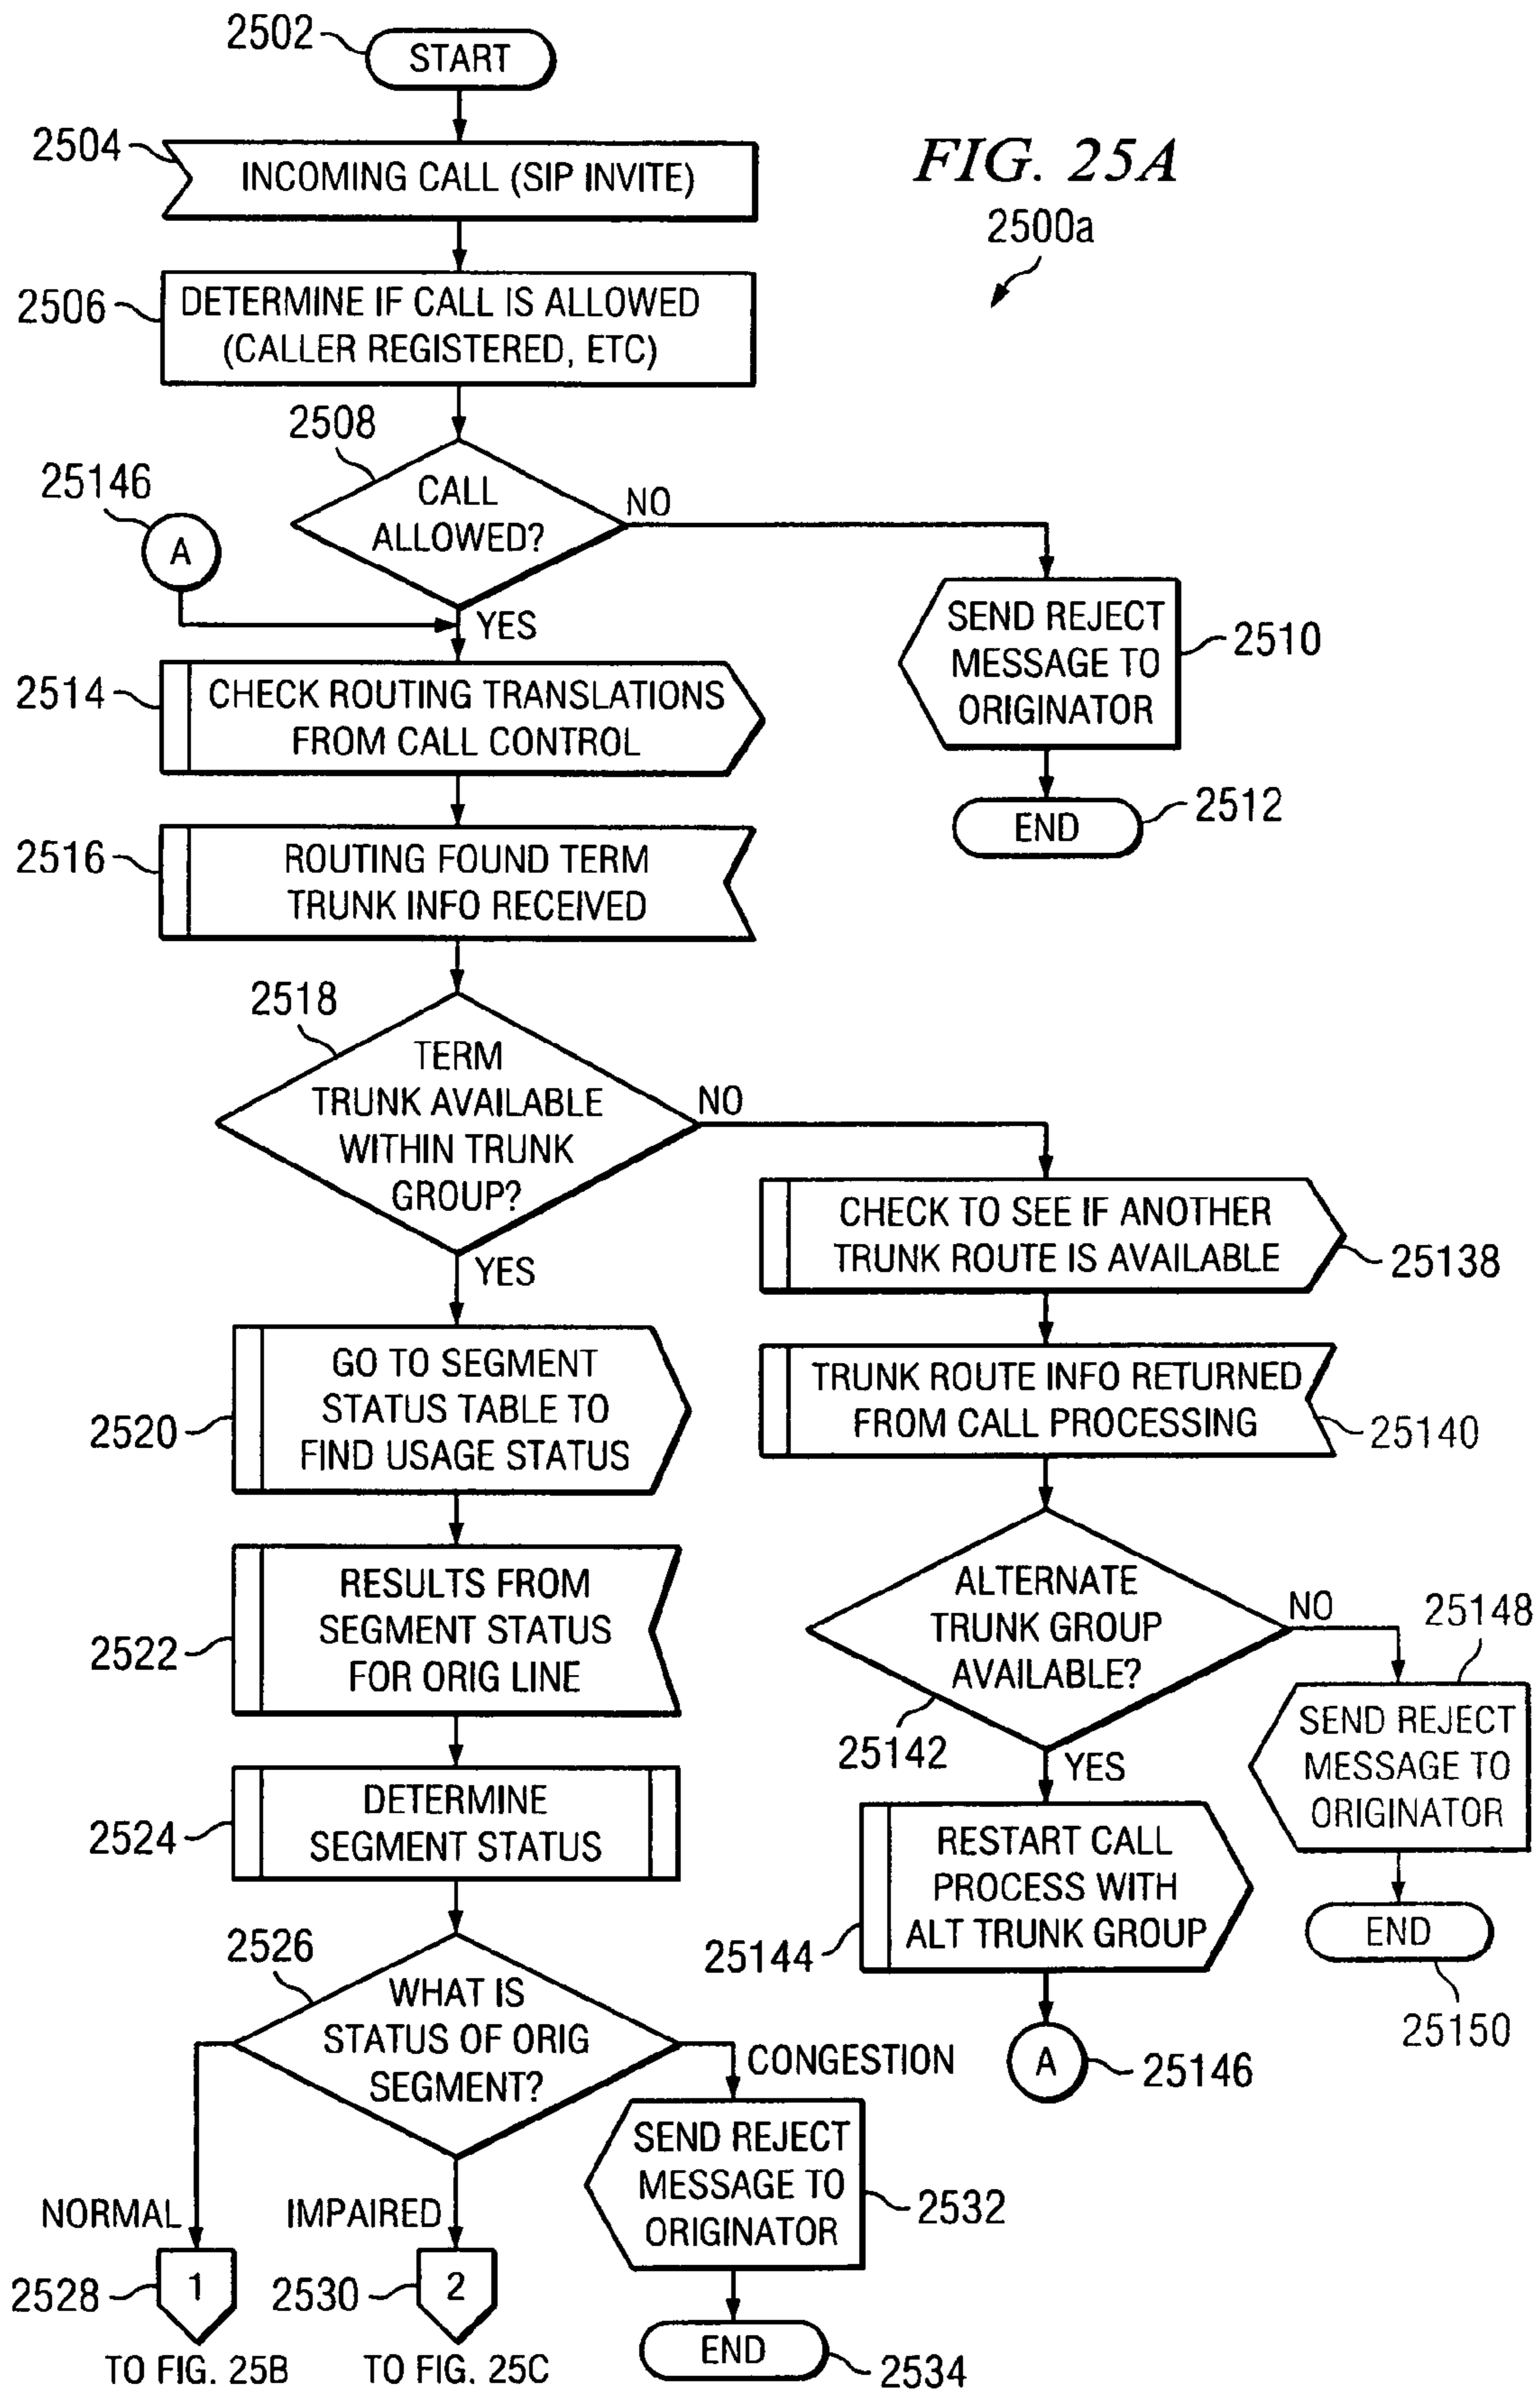 2502
START
FIG. 25A
2500a
2504
INCOMING CALL (SIP INVITE)
2506
DETERMINE IF CALL IS ALLOWED
(CALLER REGISTERED, ETC)
2508
CALL
ALLOWED?
NO
YES
25146
A
SEND REJECT
MESSAGE TO
ORIGINATOR
2510
END
2512
2514
CHECK ROUTING TRANSLATIONS
FROM CALL CONTROL
2516
ROUTING FOUND TERM
TRUNK INFO RECEIVED
2518
TERM
TRUNK AVAILABLE
WITHIN TRUNK
GROUP?
NO
YES
CHECK TO SEE IF ANOTHER
TRUNK ROUTE IS AVAILABLE
25138
TRUNK ROUTE INFO RETURNED
FROM CALL PROCESSING
25140
2520
GO TO SEGMENT
STATUS TABLE TO
FIND USAGE STATUS
2522
RESULTS FROM
SEGMENT STATUS
FOR ORIG LINE
ALTERNATE
TRUNK GROUP
AVAILABLE?
25142
NO
YES
25148
SEND REJECT
MESSAGE TO
ORIGINATOR
END
25150
2524
DETERMINE
SEGMENT STATUS
RESTART CALL
PROCESS WITH
ALT TRUNK GROUP
25144
A
25146
2526
WHAT IS
STATUS OF ORIG
SEGMENT?
CONGESTION
SEND REJECT
MESSAGE TO
ORIGINATOR
2532
END
2534
NORMAL
IMPAIRED
2528
1
2530
2
TO FIG. 25B
TO FIG. 25C